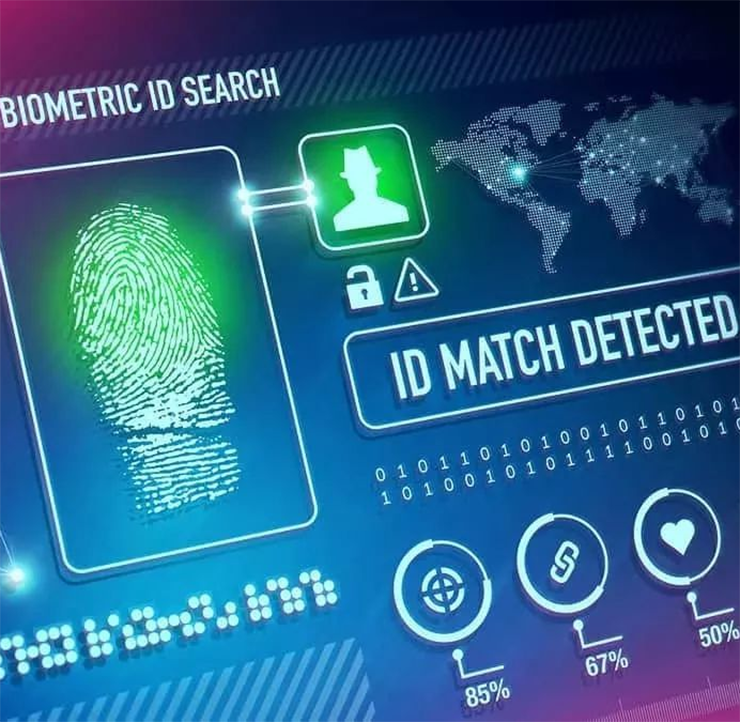 BIOMETRIC ID SEARCH
ID MATCH DETECTED
0 1 0 1 1 0 1 0 1 0 0 1 0 1 1 0 1 0 1
1 0 1 0 0 1 0 1 0 1 1 1 1 0 0 1 0 1 0
85%
67%
50%